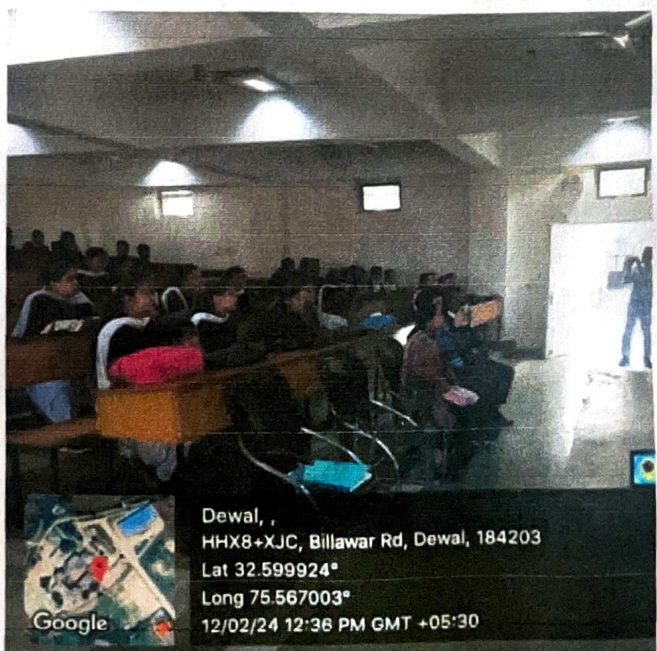 Dewal, ,
HHX8+XJC, Billawar Rd, Dewal, 184203
Lat 32.599924°
Long 75.567003°
12/02/24 12:36 PM GMT +05:30
Google